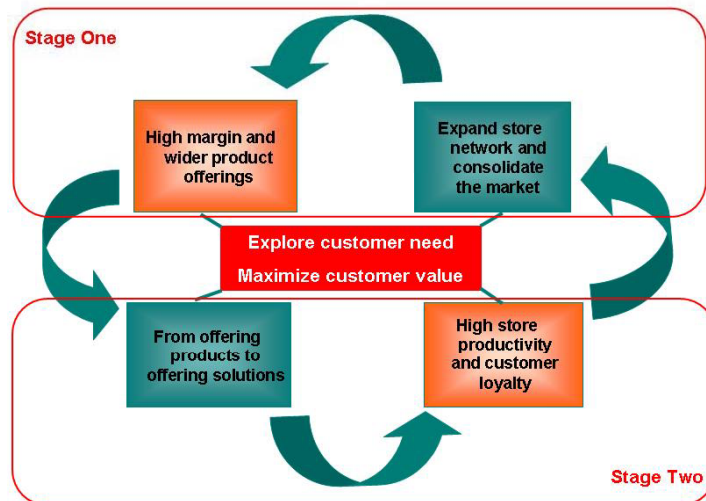 Stage One
High margin and
wider product
offerings
Expand store
network and
consolidate
the market
Explore customer need
Maximize customer value
From offering
products to
offering solutions
High store
productivity
and customer
loyalty
Stage Two